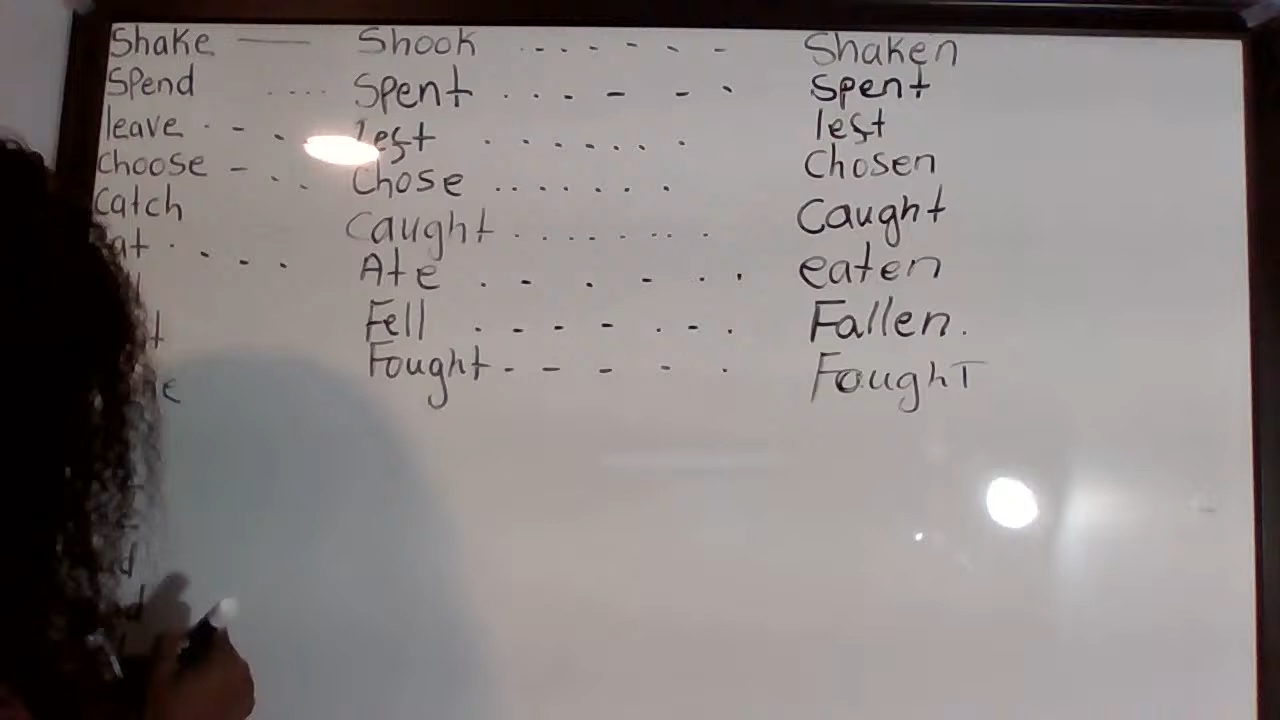 Shake — Shook ------ Shaken
Spend .... Spent ...--- Spent
leave ·-- left ...... left
choose -... Chose ....... Chosen
catch Caught ........ Caught
at .... Ate .-.-... eaten
Fell .----.-. Fallen.
Fought ----. FoughT